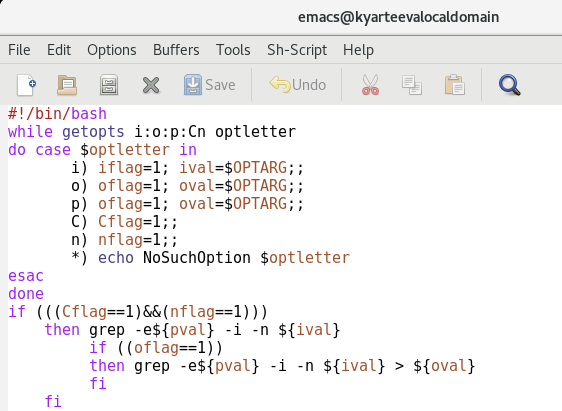 emacs@kyarteevalocaldomain
File Edit Options Buffers Tools Sh-Script Help
Save Undo
#!/bin/bash
while getopts i:o:p:Cn optletter
do case $optletter in
       i) iflag=1; ival=$OPTARG;;
       o) oflag=1; oval=$OPTARG;;
       p) oflag=1; oval=$OPTARG;;
       C) Cflag=1;;
       n) nflag=1;;
       *) echo NoSuchOption $optletter
esac
done
if (((Cflag==1)&&(nflag==1)))
    then grep -e${pval} -i -n ${ival}
         if ((oflag==1))
         then grep -e${pval} -i -n ${ival} > ${oval}
         fi
    fi